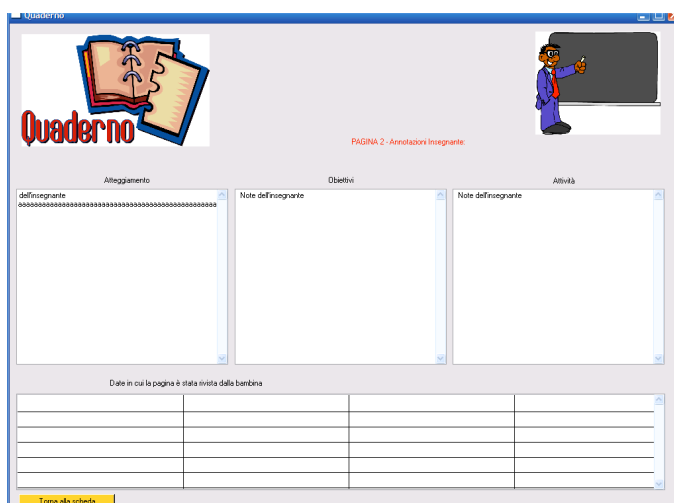 Quaderno
Quaderno
PAGINA 2 - Annotazioni Insegnante:
Atteggiamento
Obiettivi
Attività
dell'insegnante
Note dell'insegnante
Note dell'insegnante
Date in cui la pagina è stata rivista dalla bambina
Torna alla scheda